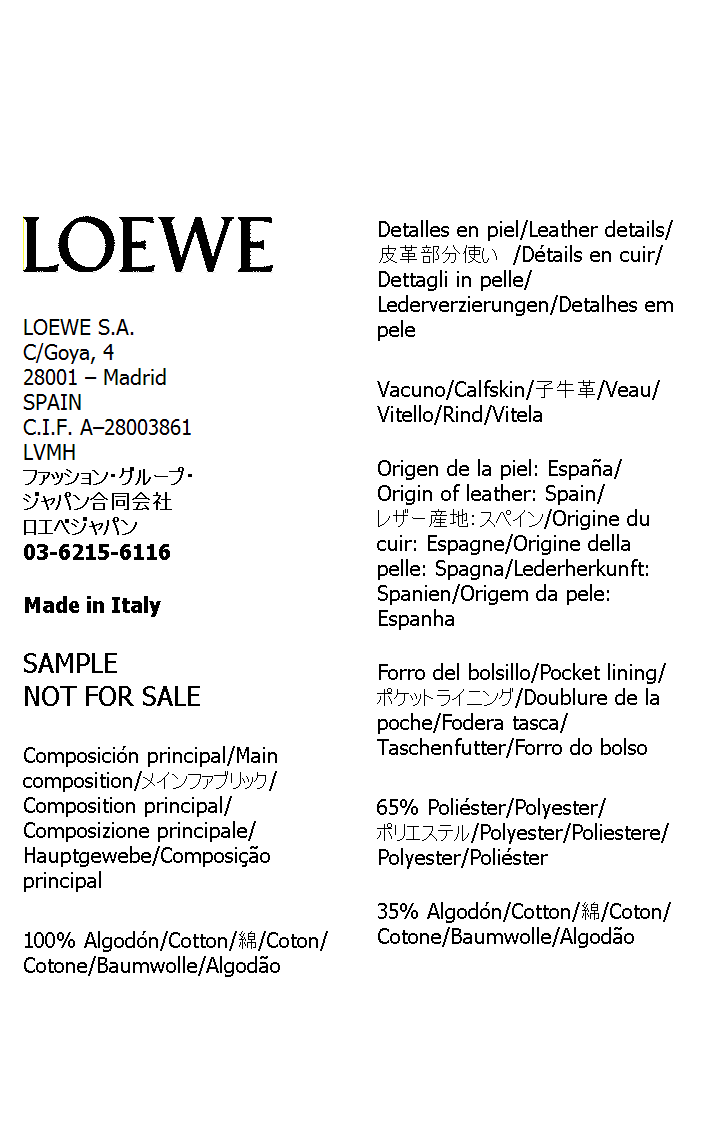 LOEWE
LOEWE S.A.
C/Goya, 4
28001 – Madrid
SPAIN
C.I.F. A–28003861
LVMH
ファッション・グループ・
ジャパン合同会社
ロエベジャパン
03-6215-6116
Made in Italy
SAMPLE
NOT FOR SALE
Composición principal/Main
composition/メインファブリック/
Composition principal/
Composizione principale/
Hauptgewebe/Composição
principal
100% Algodón/Cotton/綿/Coton/
Cotone/Baumwolle/Algodão
Detalles en piel/Leather details/
皮革部分使い /Détails en cuir/
Dettagli in pelle/
Lederverzierungen/Detalhes em
pele
Vacuno/Calfskin/子牛革/Veau/
Vitello/Rind/Vitela
Origen de la piel: España/
Origin of leather: Spain/
レザー産地：スペイン/Origine du
cuir: Espagne/Origine della
pelle: Spagna/Lederherkunft:
Spanien/Origem da pele:
Espanha
Forro del bolsillo/Pocket lining/
ポケットライニング/Doublure de la
poche/Fodera tasca/
Taschenfutter/Forro do bolso
65% Poliéster/Polyester/
ポリエステル/Polyester/Poliestere/
Polyester/Poliéster
35% Algodón/Cotton/綿/Coton/
Cotone/Baumwolle/Algodão